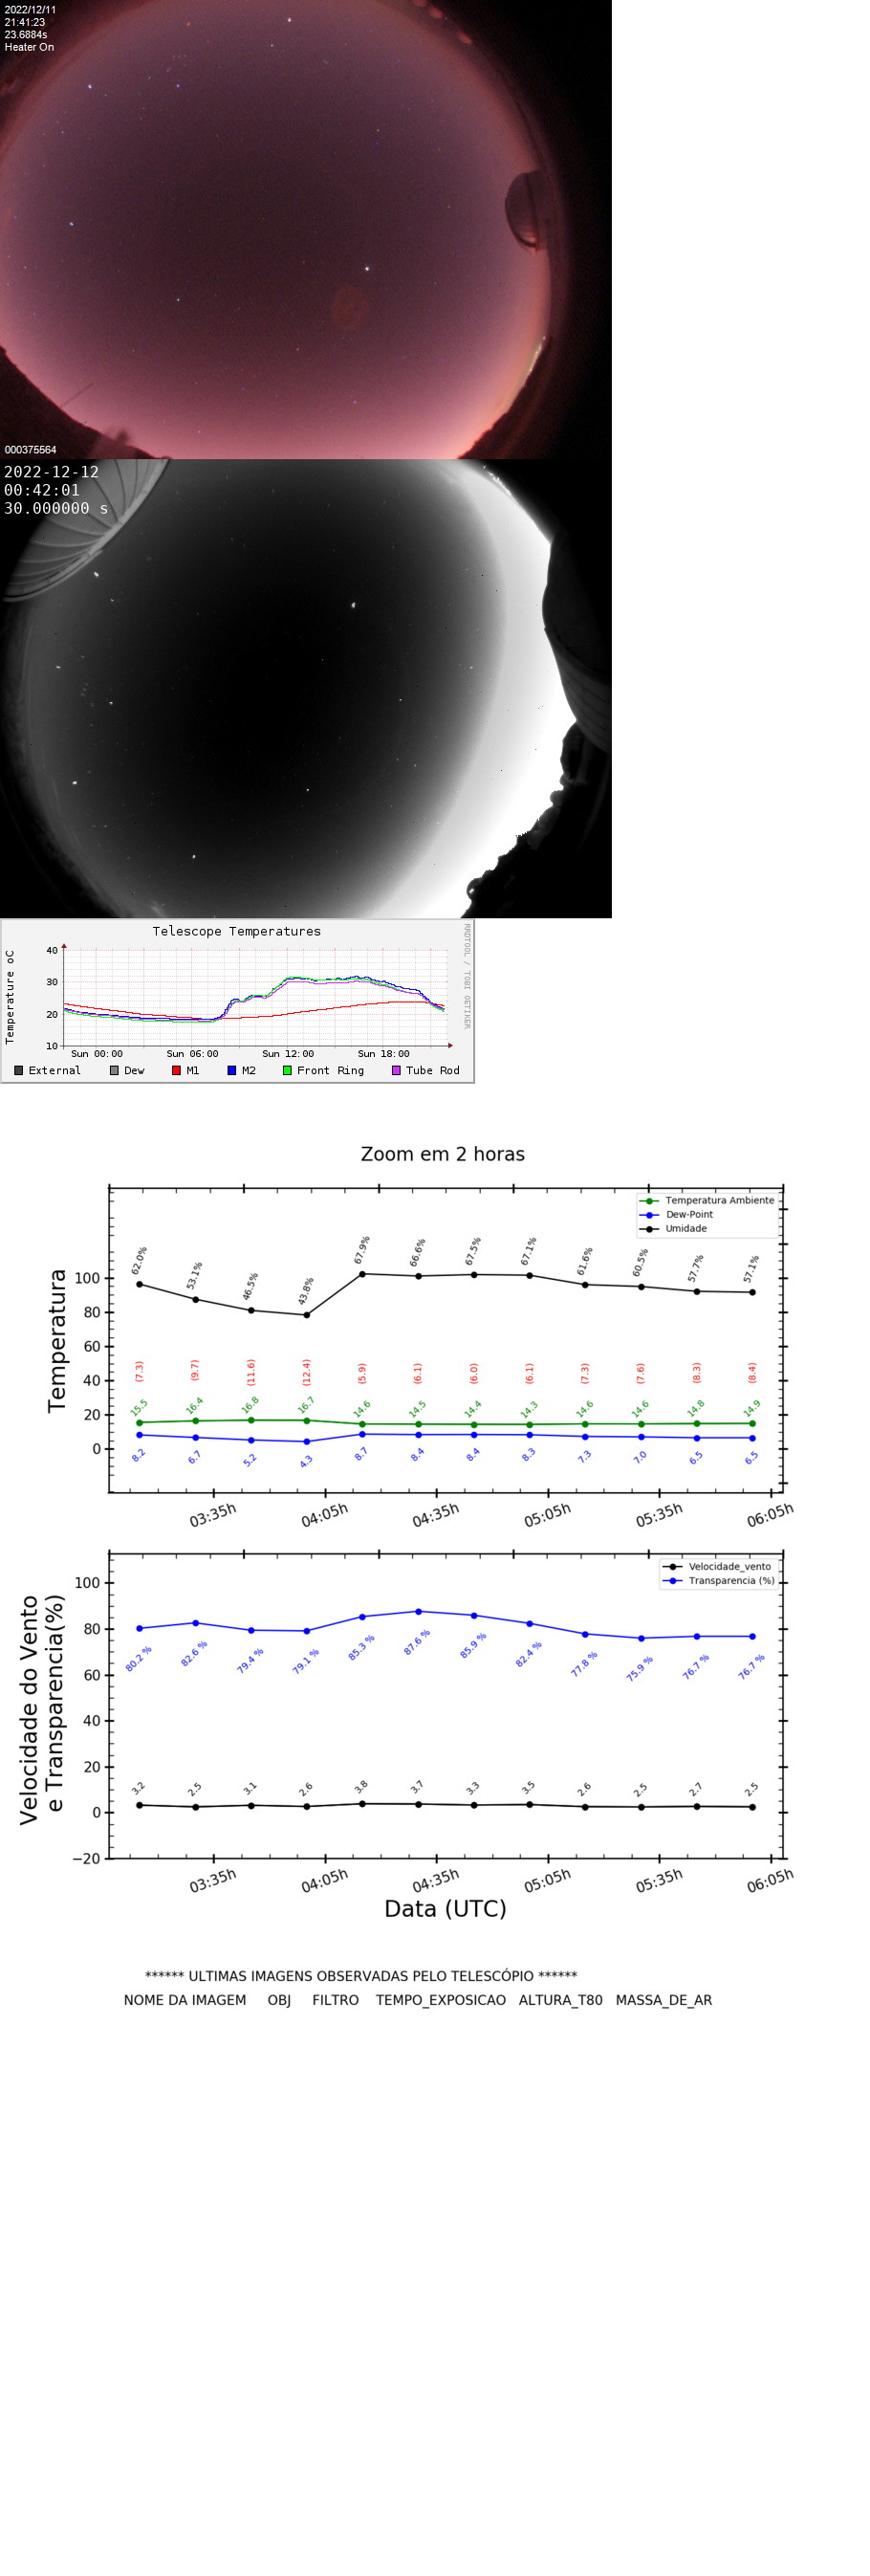 2022/12/11
21:41:23
23.6884s
Heater On
000375564
2022-12-12
00:42:01
30.000000 s
Telescope Temperatures
RRDTOOL / TOBI OETIKER
Temperature oC
40
30
20
10
Sun 00:00 Sun 06:00 Sun 12:00 Sun 18:00
External Dew M1 M2 Front Ring Tube Rod
Zoom em 2 horas
Temperatura
Temperatura Ambiente
Dew-Point
Umidade
100
80
60
40
20
0
62.0% 53.1% 46.5% 43.8% 67.9% 66.6% 67.5% 67.1% 61.6% 60.5% 57.7% 57.1%
(7.3) (9.7) (11.6) (12.4) (5.9) (6.1) (6.0) (6.1) (7.3) (7.6) (8.3) (8.4)
15.5 16.4 16.8 16.7 14.6 14.5 14.4 14.3 14.6 14.6 14.8 14.9
8.2 6.7 5.2 4.3 8.7 8.4 8.4 8.3 7.3 7.0 6.5 6.5
03:35h 04:05h 04:35h 05:05h 05:35h 06:05h
Velocidade do Vento
e Transparencia(%)
Velocidade_vento
Transparencia (%)
100
80
60
40
20
0
−20
80.2 % 82.6 % 79.4 % 79.1 % 85.3 % 87.6 % 85.9 % 82.4 % 77.8 % 75.9 % 76.7 % 76.7 %
3.2 2.5 3.1 2.6 3.8 3.7 3.3 3.5 2.6 2.5 2.7 2.5
03:35h 04:05h 04:35h 05:05h 05:35h 06:05h
Data (UTC)
****** ULTIMAS IMAGENS OBSERVADAS PELO TELESCÓPIO ******
NOME DA IMAGEM OBJ FILTRO TEMPO_EXPOSICAO ALTURA_T80 MASSA_DE_AR